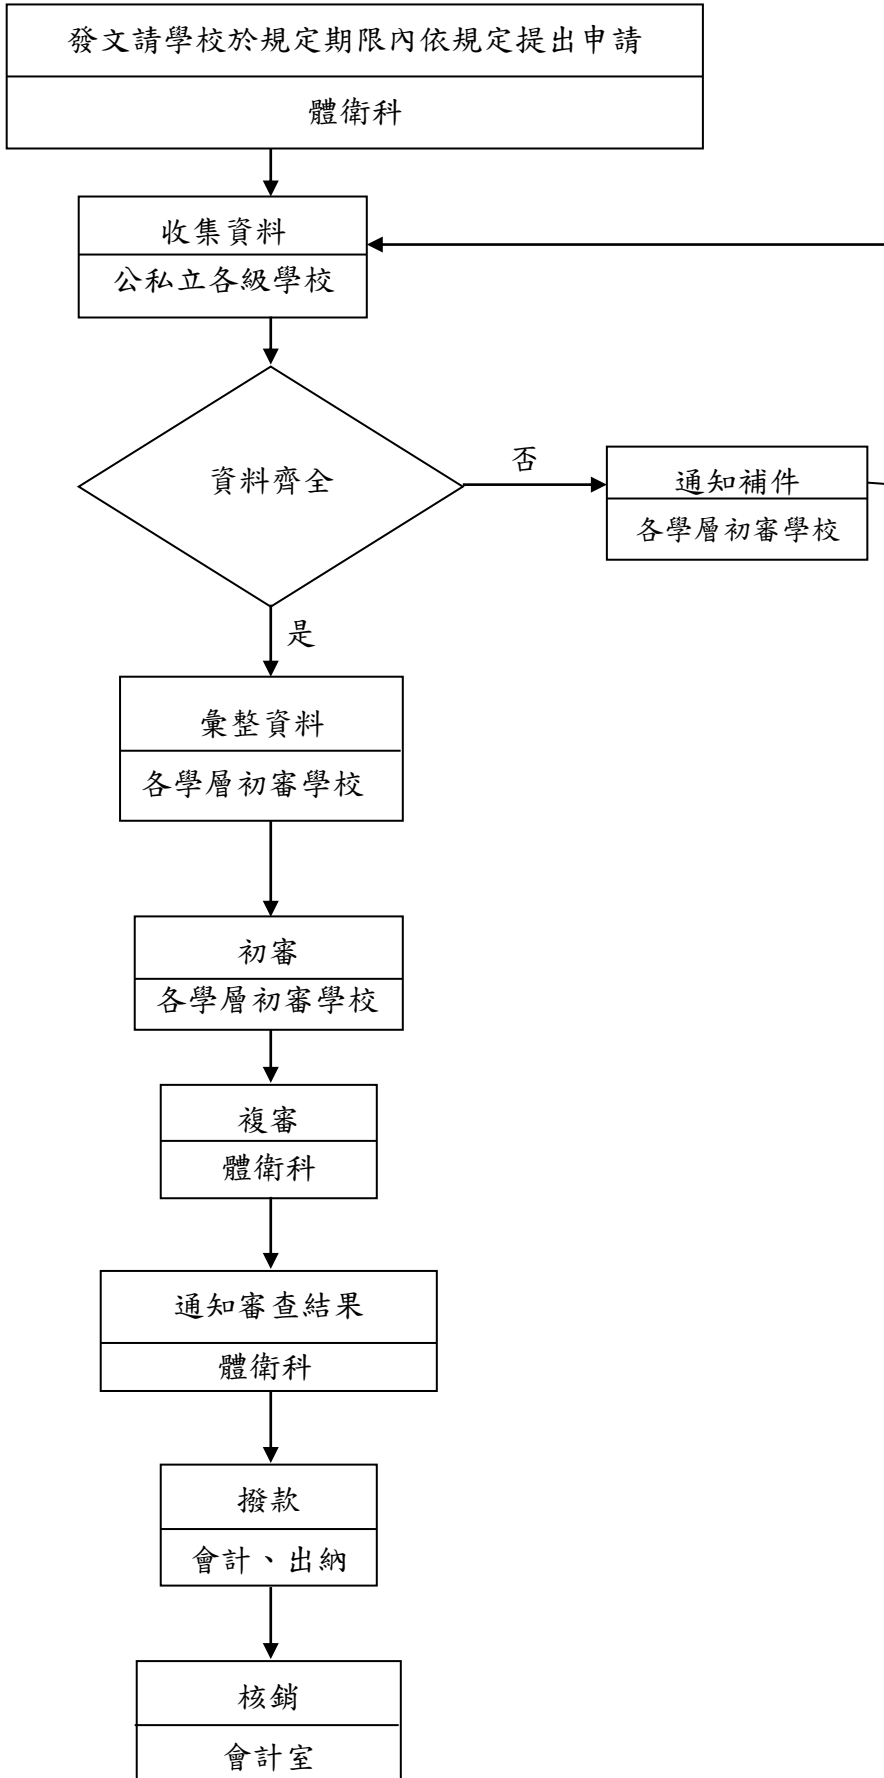 發文請學校於規定期限內依規定提出申請
體衛科
收集資料
公私立各級學校
資料齊全
否
通知補件
各學層初審學校
是
彙整資料
各學層初審學校
初審
各學層初審學校
複審
體衛科
通知審查結果
體衛科
撥款
會計、出納
核銷
會計室